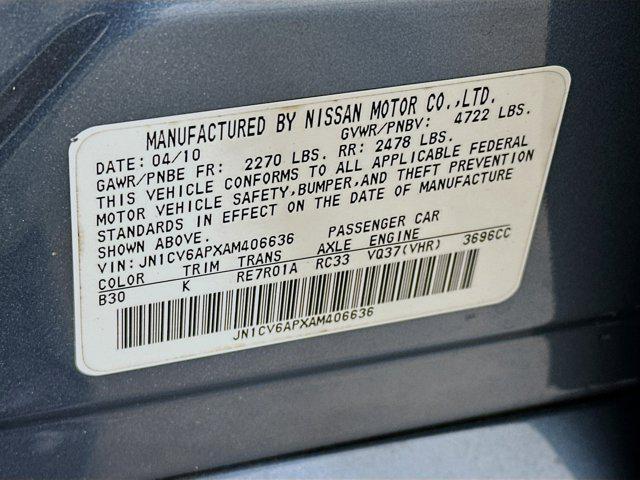 MANUFACTURED BY NISSAN MOTOR CO.,LTD.
DATE: 04/10 GVWR/PNBV: 4722 LBS.
GAWR/PNBE FR: 2270 LBS. RR: 2478 LBS.
THIS VEHICLE CONFORMS TO ALL APPLICABLE FEDERAL
MOTOR VEHICLE SAFETY,BUMPER,AND THEFT PREVENTION
STANDARDS IN EFFECT ON THE DATE OF MANUFACTURE
SHOWN ABOVE.
VIN:JN1CV6APXAM406636 PASSENGER CAR
COLOR TRIM TRANS AXLE ENGINE
B30 K RE7R01A RC33 VQ37(VHR) 3696CC
JN1CV6APXAM406636